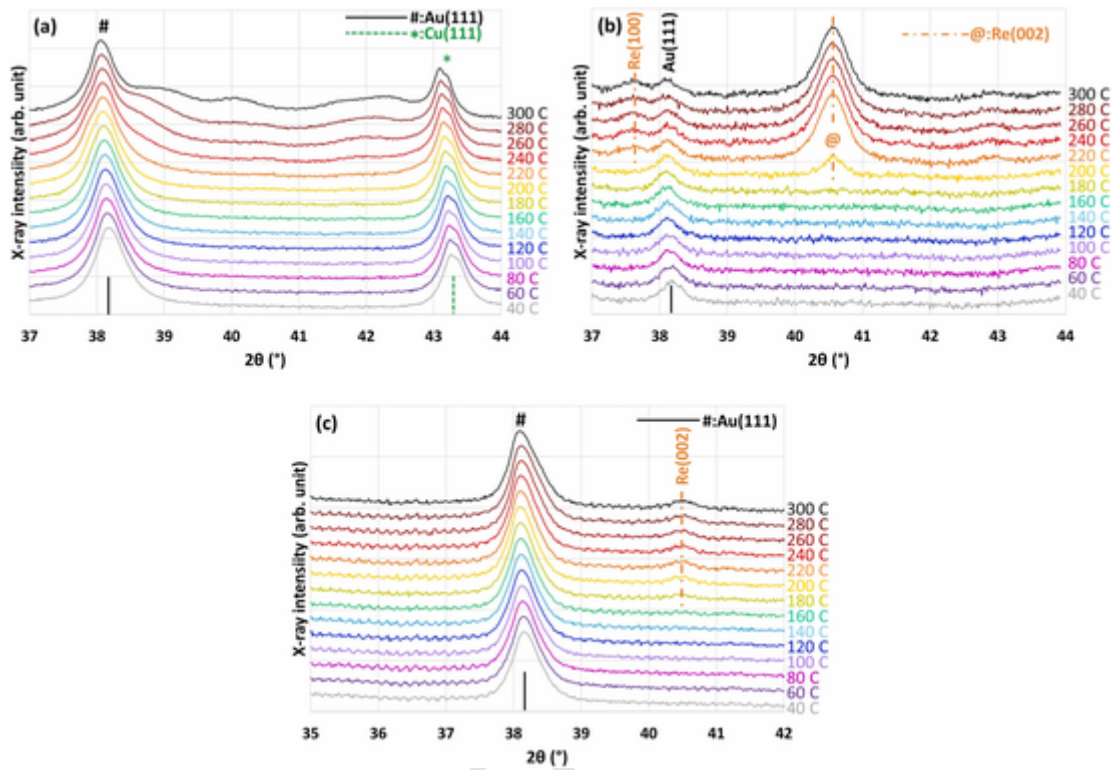 (a)
#
#:Au(111)
*:Cu(111)
*
X-ray intensiity (arb. unit)
300 C
280 C
260 C
240 C
220 C
200 C
180 C
160 C
140 C
120 C
100 C
80 C
60 C
40 C
37 38 39 40 41 42 43 44
2θ (°)
(b)
Re(100)
Au(111)
@:Re(002)
@
X-ray intensiity (arb. unit)
300 C
280 C
260 C
240 C
220 C
200 C
180 C
160 C
140 C
120 C
100 C
80 C
60 C
40 C
37 38 39 40 41 42 43 44
2θ (°)
(c)
#
#:Au(111)
Re(002)
X-ray intensiity (arb. unit)
300 C
280 C
260 C
240 C
220 C
200 C
180 C
160 C
140 C
120 C
100 C
80 C
60 C
40 C
35 36 37 38 39 40 41 42
2θ (°)